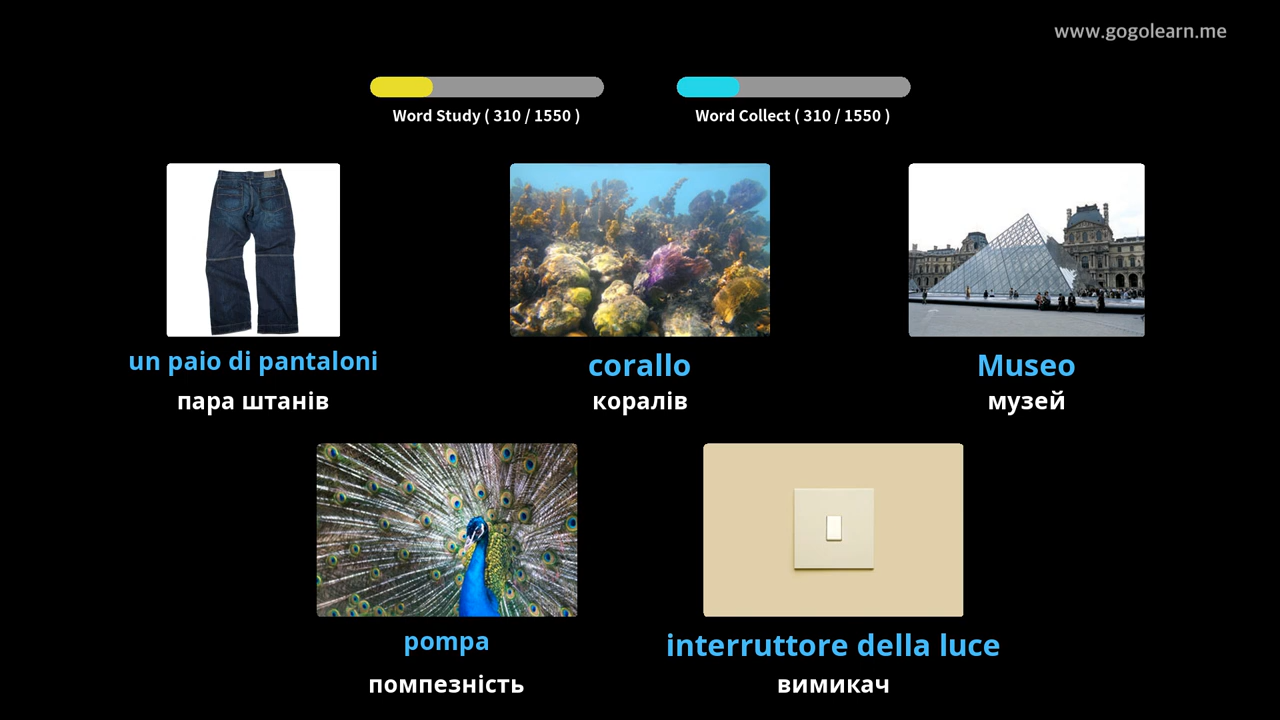 www.gogolearn.me
Word Study ( 310 / 1550 )
Word Collect ( 310 / 1550 )
un paio di pantaloni
пара штанів
corallo
коралів
Museo
музей
pompa
помпезність
interruttore della luce
вимикач